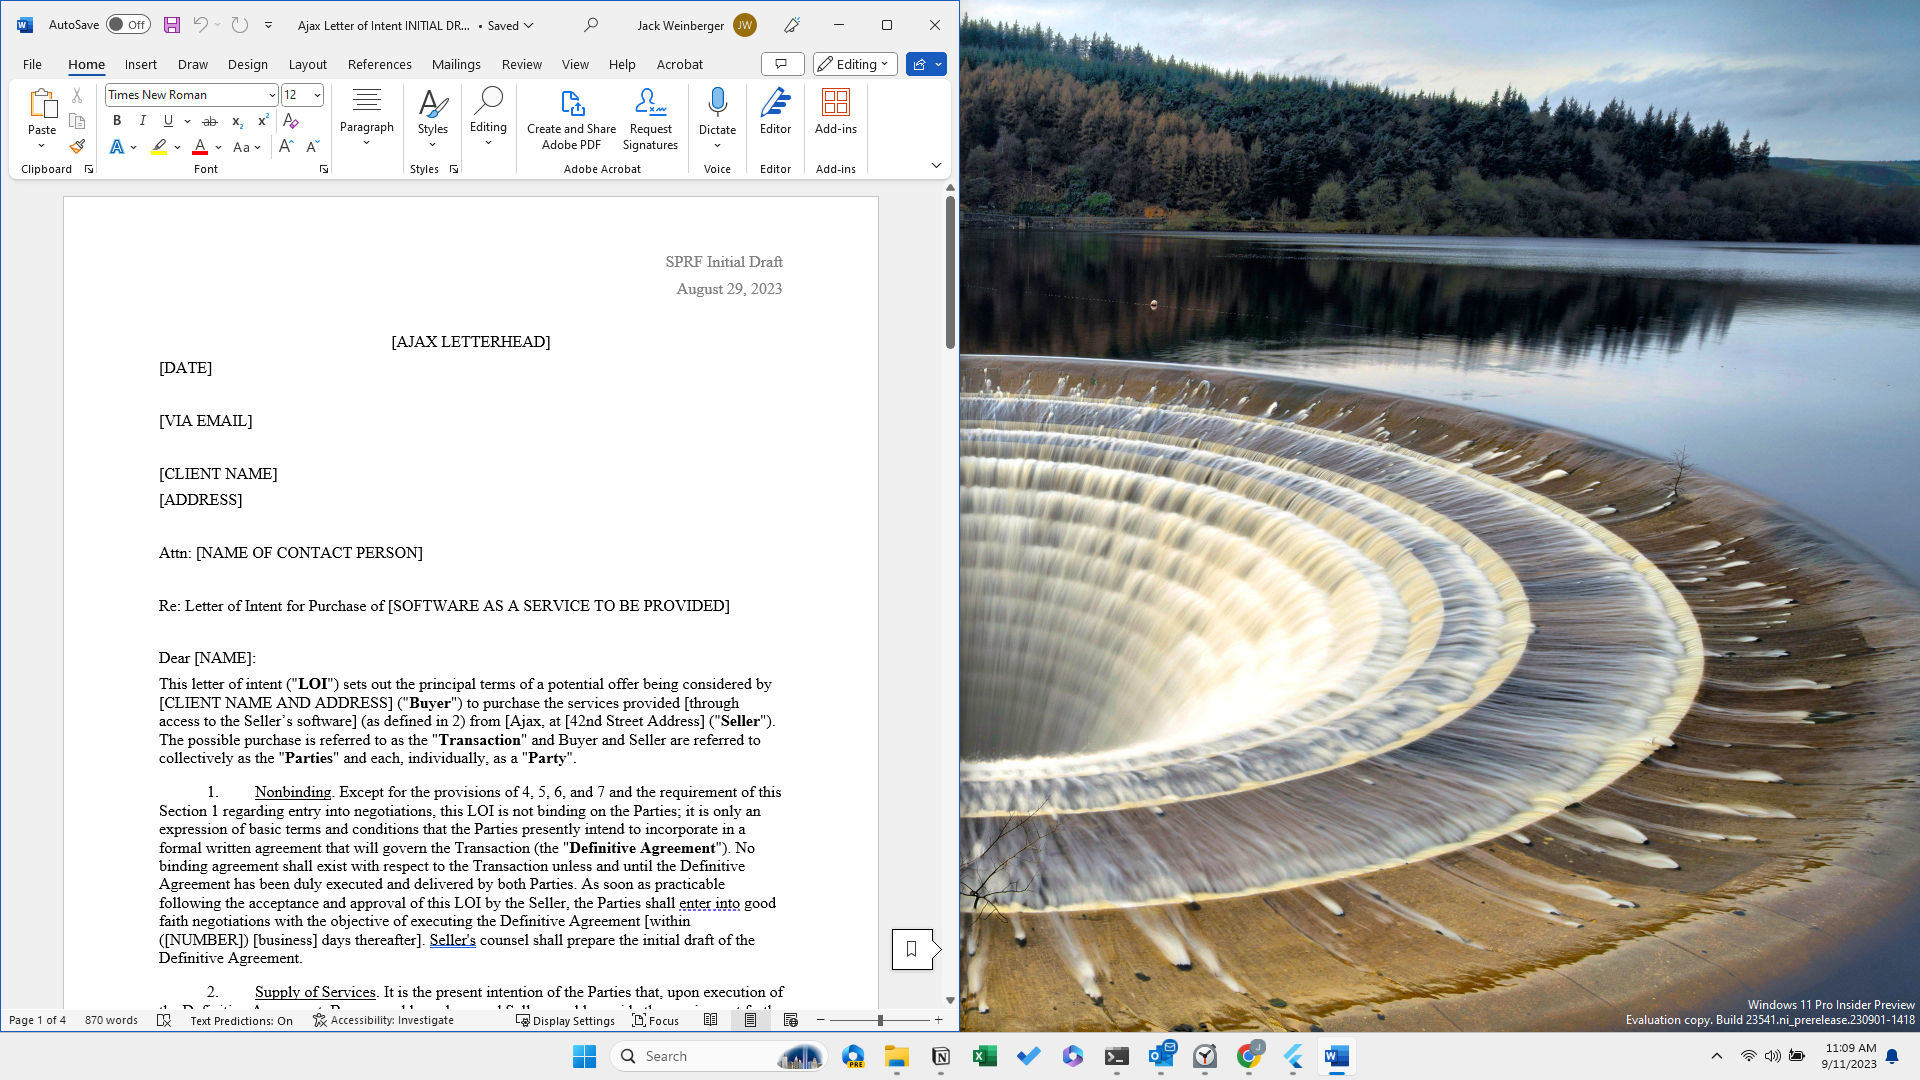 AutoSave Off Ajax Letter of Intent INITIAL DR... • Saved Jack Weinberger JW
File Home Insert Draw Design Layout References Mailings Review View Help Acrobat Editing
Times New Roman 12
Paste Paragraph Styles Editing Create and Share Adobe PDF Request Signatures Dictate Editor Add-ins
B I U ab x₂ x²
A A Aa A A
Clipboard Font Styles Adobe Acrobat Voice Editor Add-ins
SPRF Initial Draft
August 29, 2023
[AJAX LETTERHEAD]
[DATE]
[VIA EMAIL]
[CLIENT NAME]
[ADDRESS]
Attn: [NAME OF CONTACT PERSON]
Re: Letter of Intent for Purchase of [SOFTWARE AS A SERVICE TO BE PROVIDED]
Dear [NAME]:
This letter of intent ("LOI") sets out the principal terms of a potential offer being considered by
[CLIENT NAME AND ADDRESS] ("Buyer") to purchase the services provided [through
access to the Seller's software] (as defined in 2) from [Ajax, at [42nd Street Address] ("Seller").
The possible purchase is referred to as the "Transaction" and Buyer and Seller are referred to
collectively as the "Parties" and each, individually, as a "Party".
1. Nonbinding. Except for the provisions of 4, 5, 6, and 7 and the requirement of this
Section 1 regarding entry into negotiations, this LOI is not binding on the Parties; it is only an
expression of basic terms and conditions that the Parties presently intend to incorporate in a
formal written agreement that will govern the Transaction (the "Definitive Agreement"). No
binding agreement shall exist with respect to the Transaction unless and until the Definitive
Agreement has been duly executed and delivered by both Parties. As soon as practicable
following the acceptance and approval of this LOI by the Seller, the Parties shall enter into good
faith negotiations with the objective of executing the Definitive Agreement [within
([NUMBER]) [business] days thereafter]. Seller's counsel shall prepare the initial draft of the
Definitive Agreement.
2. Supply of Services. It is the present intention of the Parties that, upon execution of
Page 1 of 4 870 words Text Predictions: On Accessibility: Investigate Display Settings Focus
Windows 11 Pro Insider Preview
Evaluation copy. Build 23541.ni_prerelease.230901-1418
Search PRE J 11:09 AM
9/11/2023